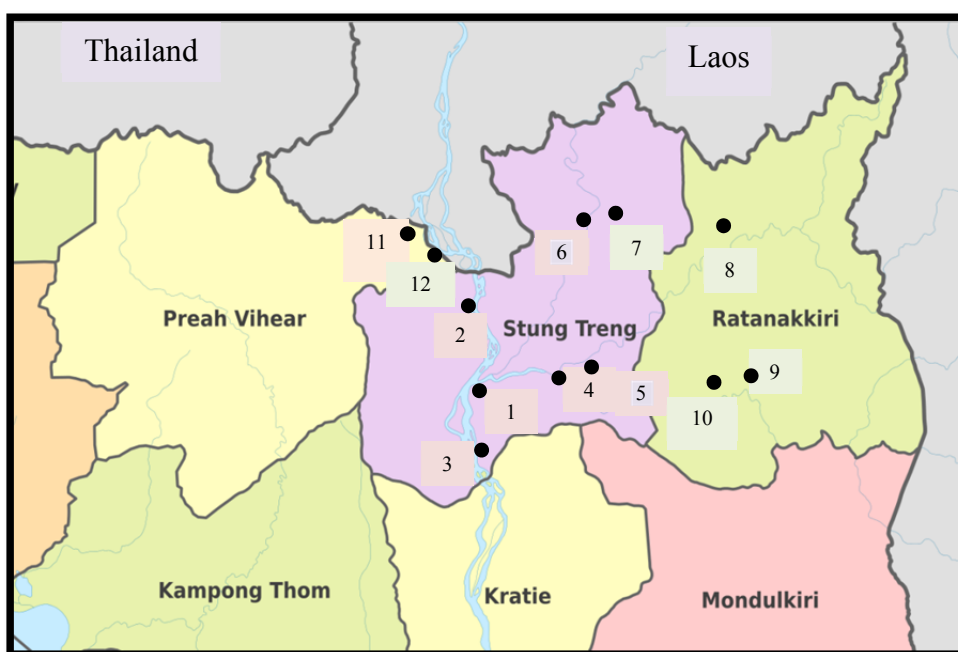 Thailand
Laos
11
12
6
7
8
Preah Vihear
2
Stung Treng
Ratanakkiri
1
4
5
9
10
3
Kampong Thom
Kratie
Mondulkiri